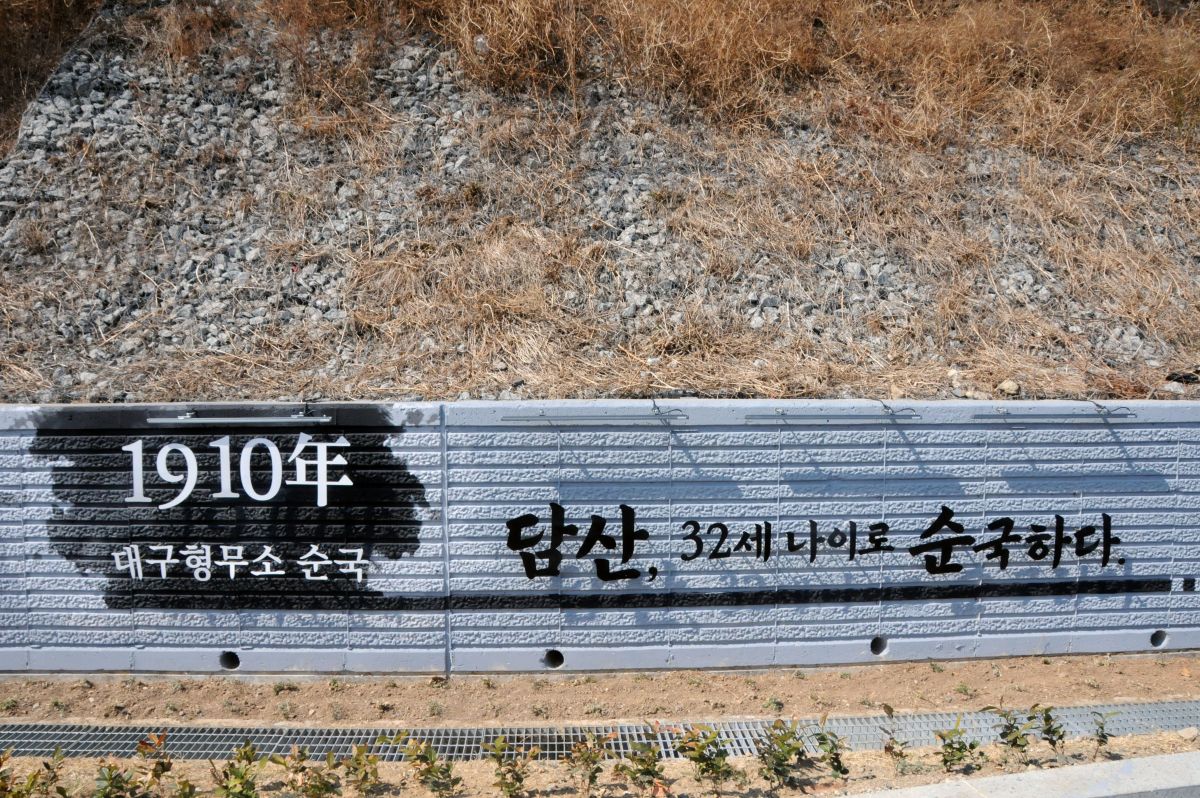 1910年
대구형무소 순국
담산, 32세 나이로 순국하다.